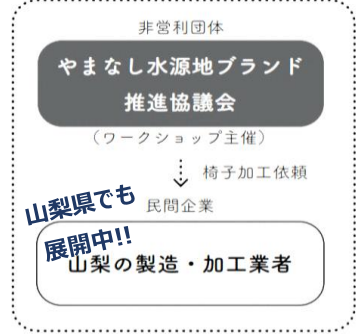 非営利団体
やまなし水源地ブランド
推進協議会
（ワークショップ主催）
椅子加工依頼
山梨県でも
展開中!!
民間企業
山梨の製造・加工業者